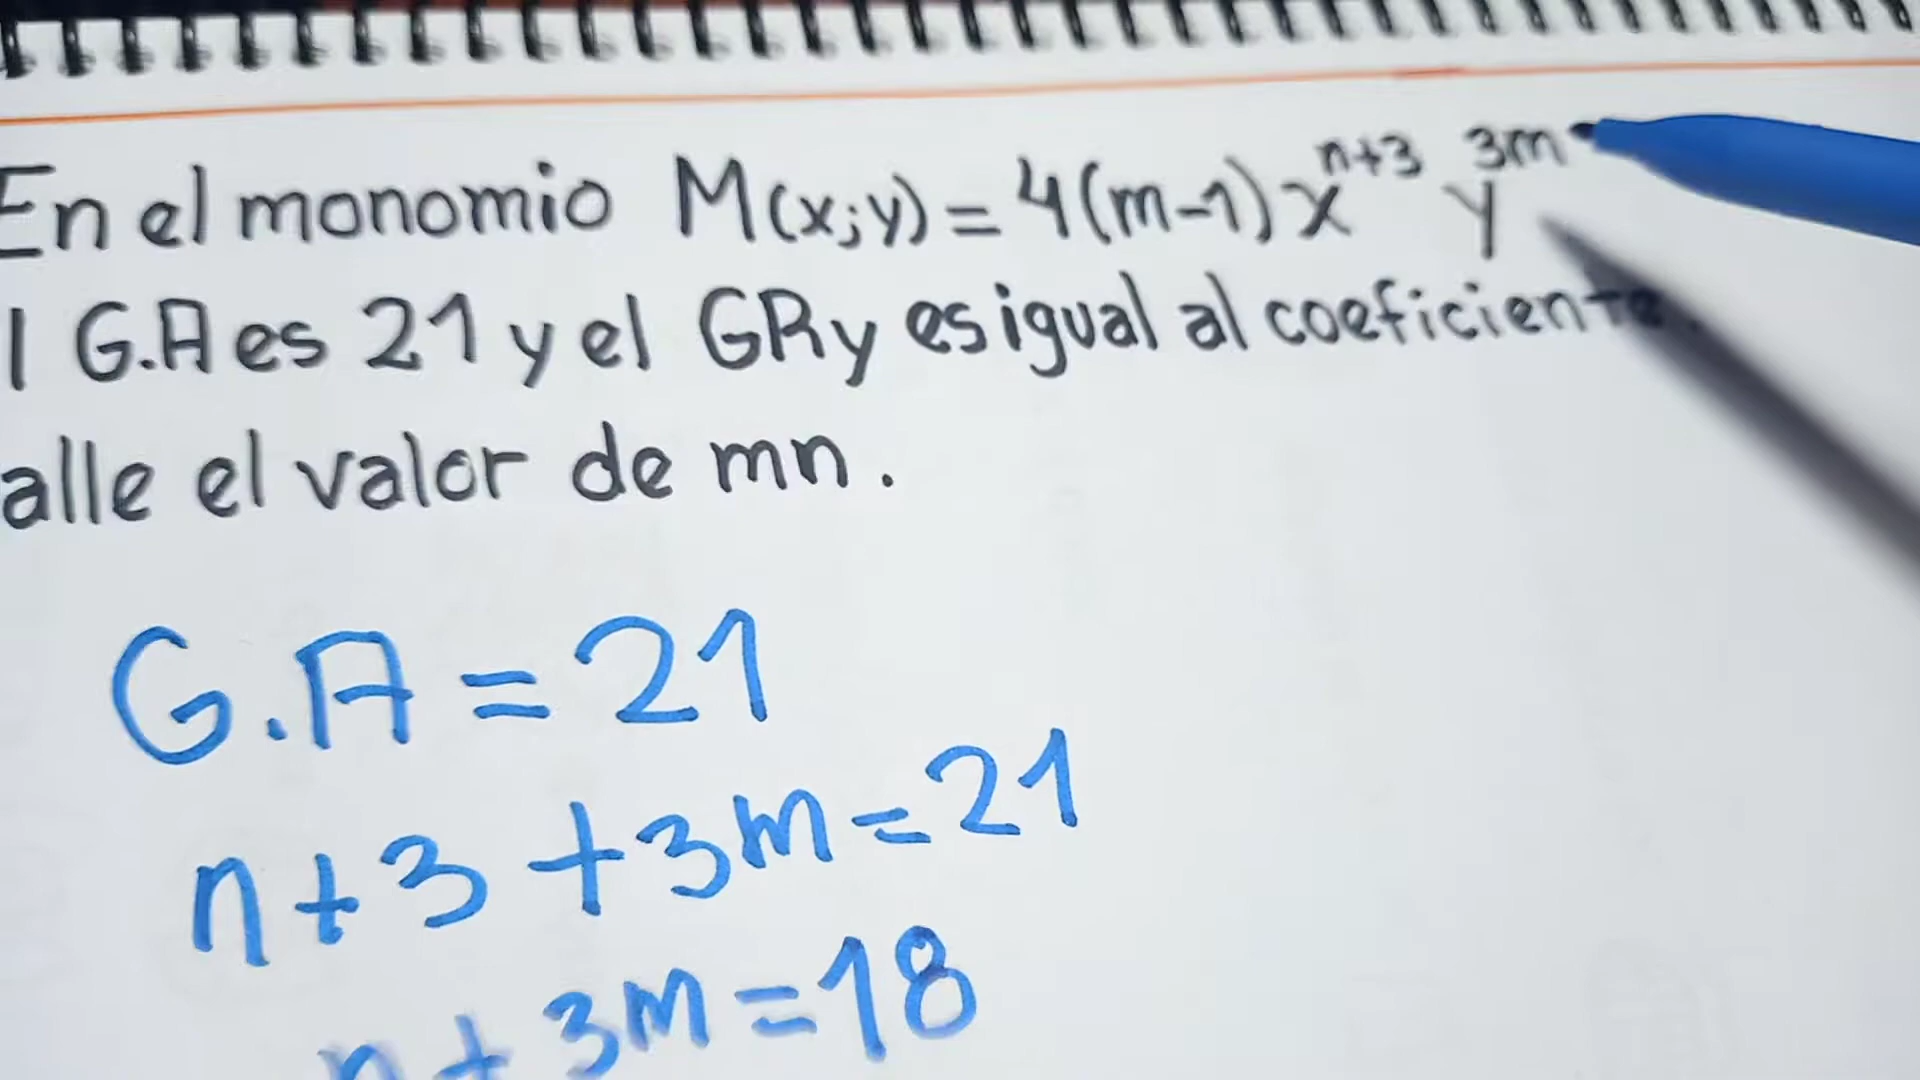 En el monomio M(x;y) = 4(m-1)x^{n+3} y^{3m}
l G.A es 21 y el GRy es igual al coeficiente.
alle el valor de mn.
G.A = 21
n+3 +3m = 21
n + 3m = 18